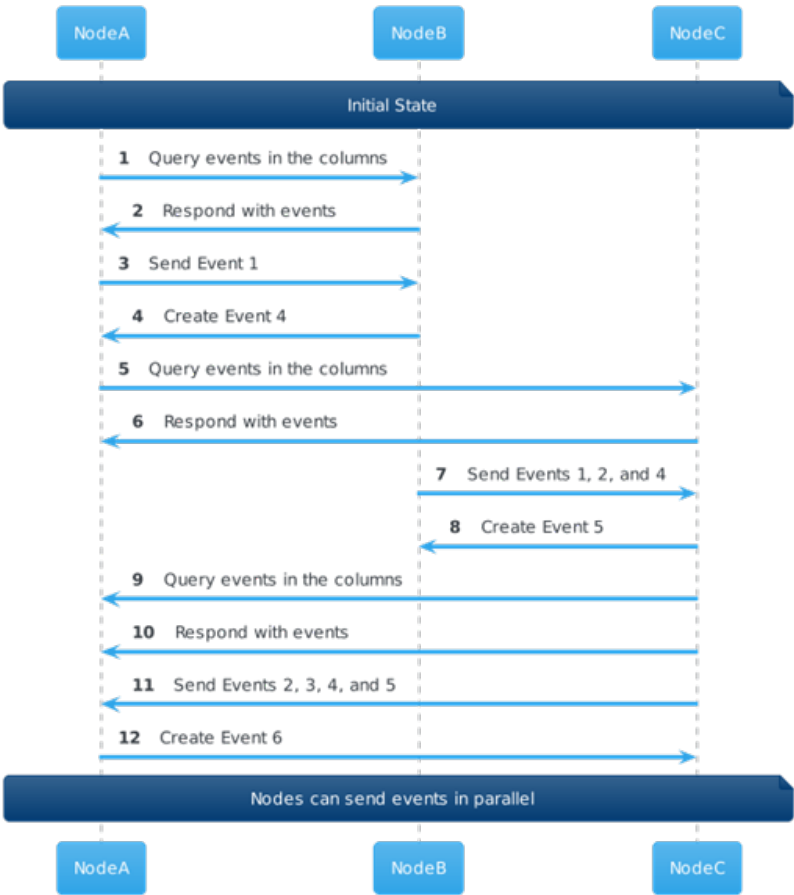 NodeA NodeB NodeC
Initial State
1 Query events in the columns
2 Respond with events
3 Send Event 1
4 Create Event 4
5 Query events in the columns
6 Respond with events
7 Send Events 1, 2, and 4
8 Create Event 5
9 Query events in the columns
10 Respond with events
11 Send Events 2, 3, 4, and 5
12 Create Event 6
Nodes can send events in parallel
NodeA NodeB NodeC